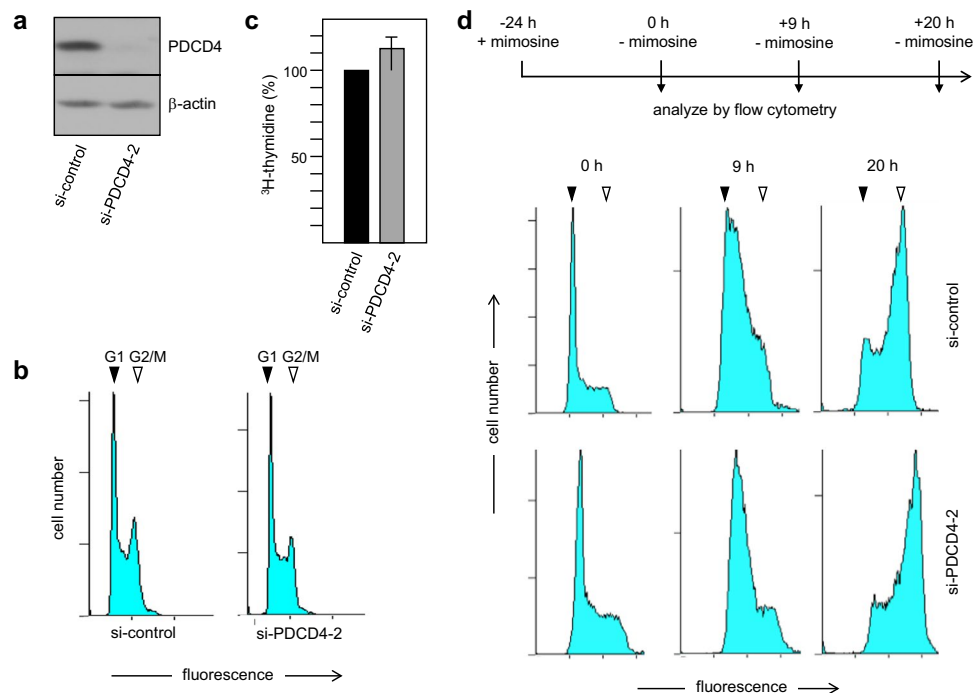 a
PDCD4
β-actin
si-control
si-PDCD4-2
c
³H-thymidine (%)
100
50
si-control
si-PDCD4-2
b
G1 G2/M
cell number
si-control
si-PDCD4-2
fluorescence
d
-24 h
+ mimosine
0 h
- mimosine
+9 h
- mimosine
+20 h
- mimosine
analyze by flow cytometry
0 h
9 h
20 h
cell number
si-control
si-PDCD4-2
fluorescence